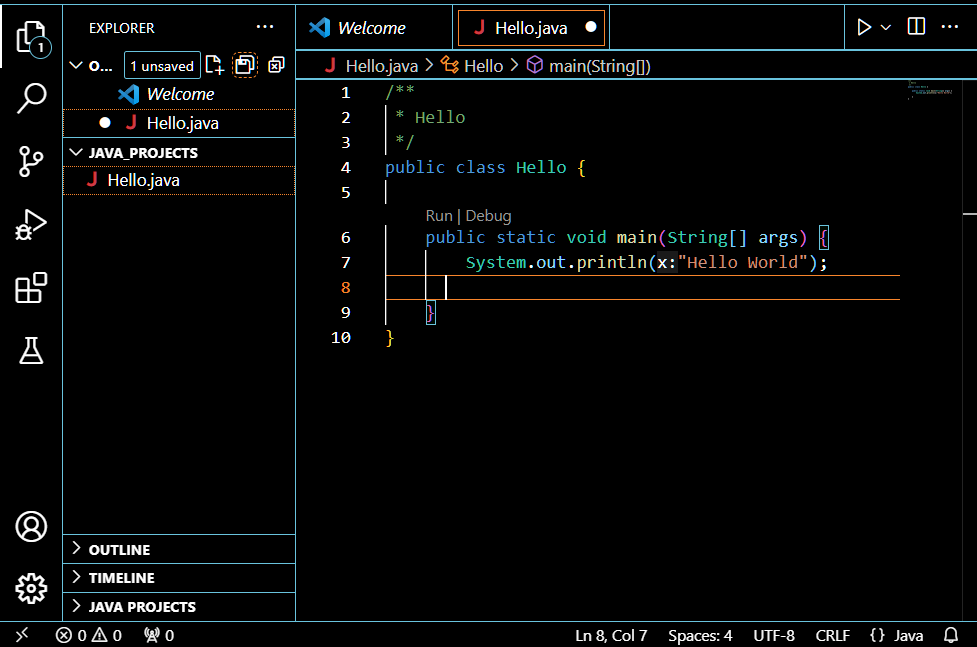 EXPLORER
1
O... 1 unsaved
Welcome
Hello.java
JAVA_PROJECTS
Hello.java
OUTLINE
TIMELINE
JAVA PROJECTS
Welcome Hello.java
Hello.java > Hello > main(String[])
1 /**
2 * Hello
3 */
4 public class Hello {
5
Run | Debug
6 public static void main(String[] args) {
7 System.out.println(x:"Hello World");
8
9 }
10 }
0 0 0 Ln 8, Col 7 Spaces: 4 UTF-8 CRLF {} Java